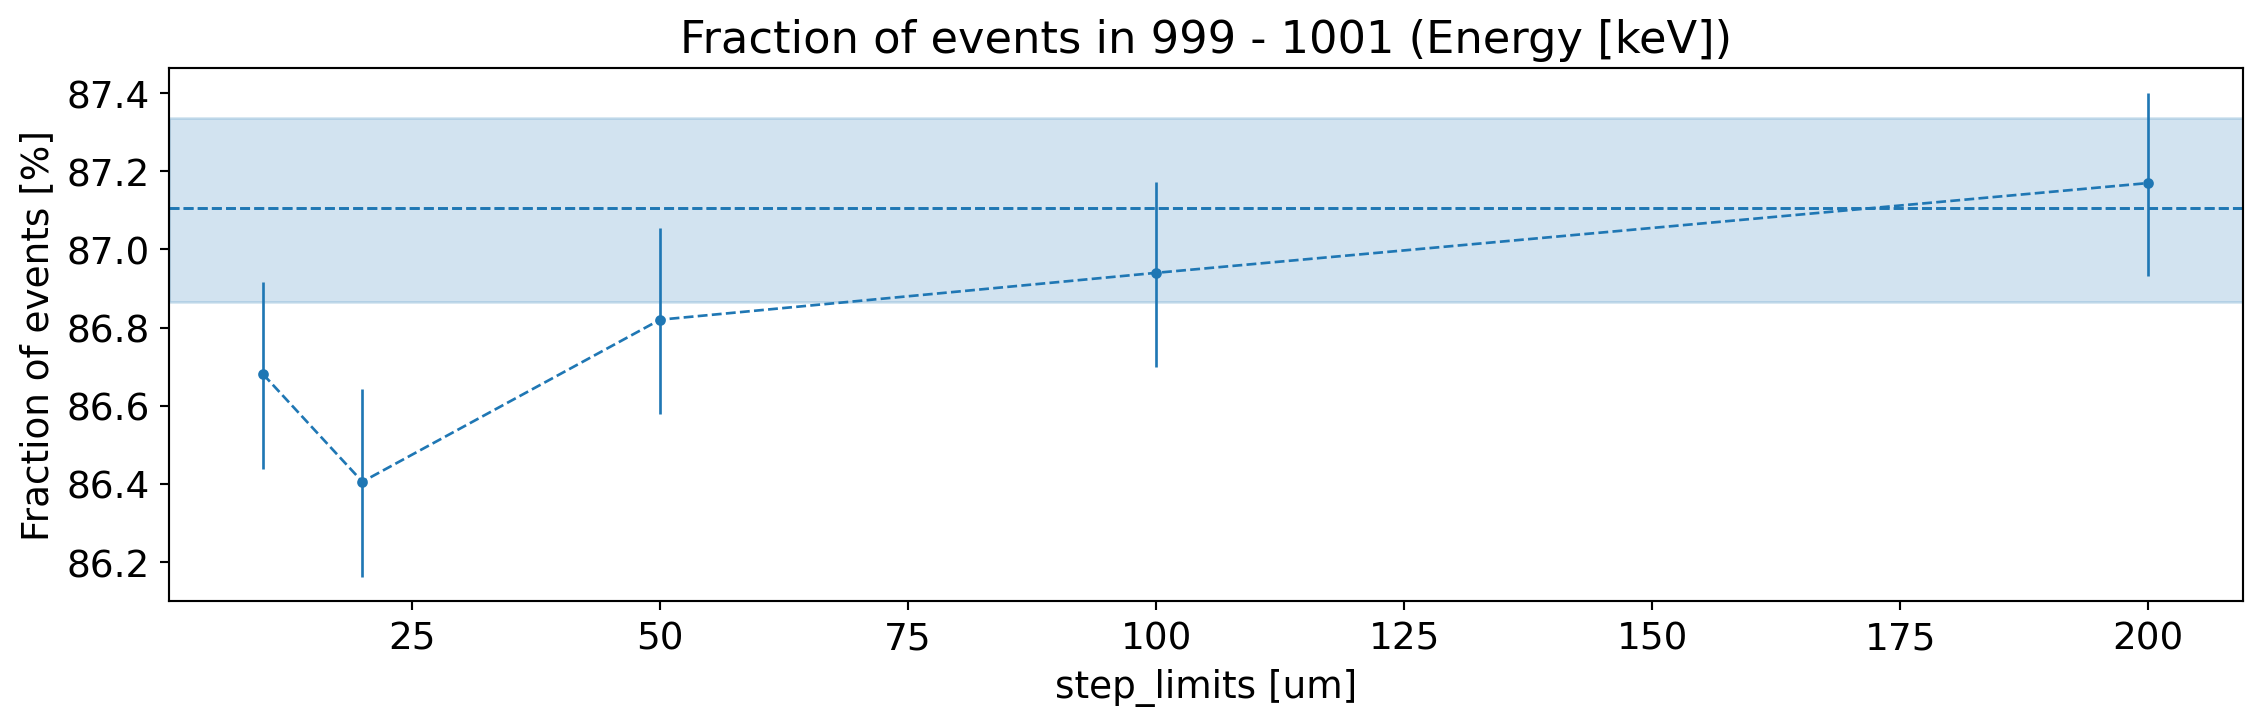 Fraction of events in 999 - 1001 (Energy [keV])
Fraction of events [%]
87.4
87.2
87.0
86.8
86.6
86.4
86.2
25 50 75 100 125 150 175 200
step_limits [um]